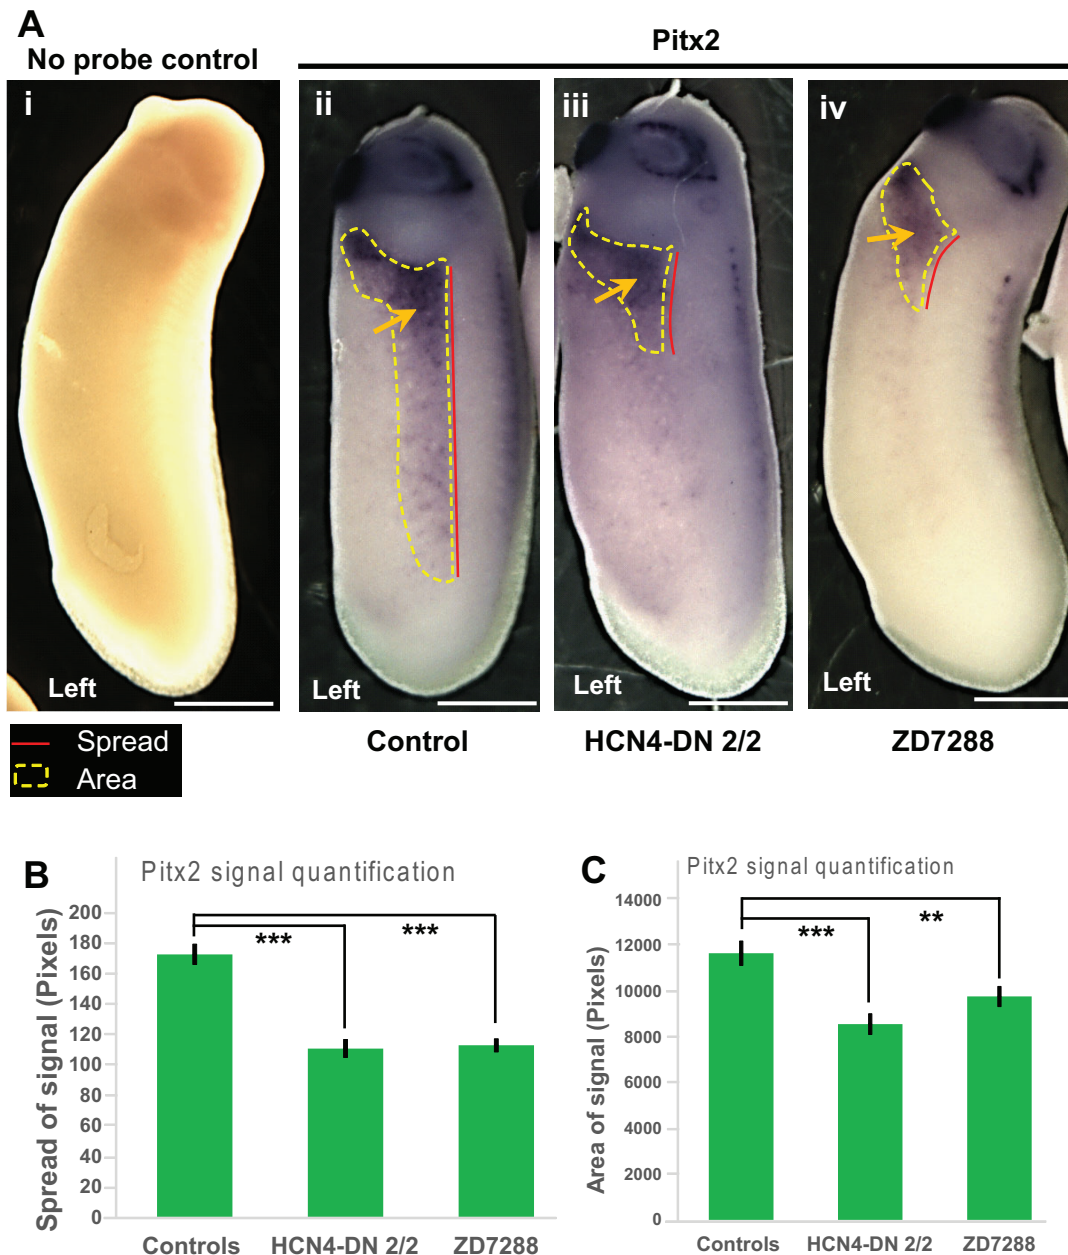 A
No probe control
Pitx2
i
ii
iii
iv
Left
Left
Left
Left
Spread
Area
Control
HCN4-DN 2/2
ZD7288
B
Pitx2 signal quantification
Spread of signal (Pixels)
200
180
160
140
120
100
80
60
40
20
0
***
***
Controls
HCN4-DN 2/2
ZD7288
C
Pitx2 signal quantification
Area of signal (Pixels)
14000
12000
10000
8000
6000
4000
2000
0
***
**
Controls
HCN4-DN 2/2
ZD7288